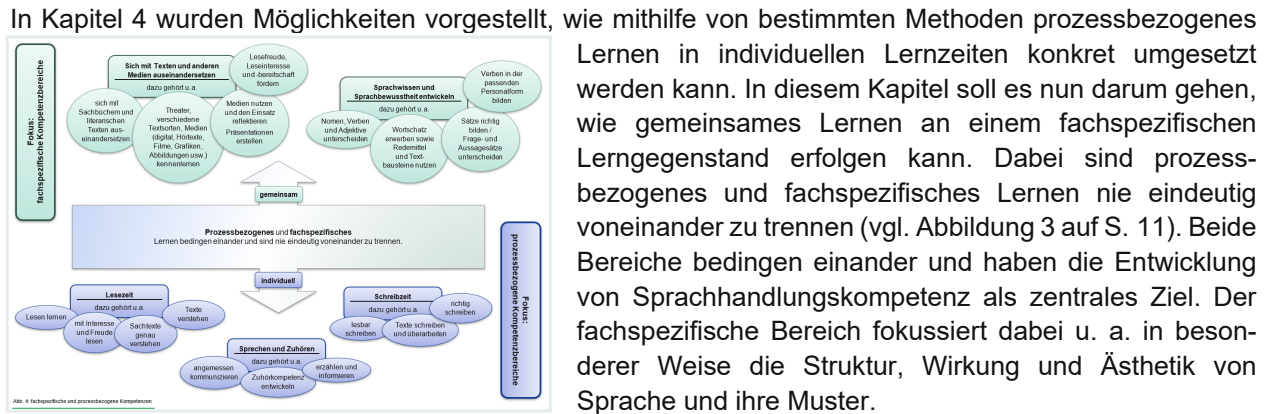 In Kapitel 4 wurden Möglichkeiten vorgestellt, wie mithilfe von bestimmten Methoden prozessbezogenes
Lernen in individuellen Lernzeiten konkret umgesetzt
werden kann. In diesem Kapitel soll es nun darum gehen,
wie gemeinsames Lernen an einem fachspezifischen
Lerngegenstand erfolgen kann. Dabei sind prozess-
bezogenes und fachspezifisches Lernen nie eindeutig
voneinander zu trennen (vgl. Abbildung 3 auf S. 11). Beide
Bereiche bedingen einander und haben die Entwicklung
von Sprachhandlungskompetenz als zentrales Ziel. Der
fachspezifische Bereich fokussiert dabei u. a. in beson-
derer Weise die Struktur, Wirkung und Ästhetik von
Sprache und ihre Muster.
Fokus:
fachspezifische Kompetenzbereiche
Sich mit Texten und anderen
Medien auseinandersetzen
dazu gehört u.a.
sich mit
Sachbüchern und
literarischen
Texten aus-
einandersetzen
Theater,
verschiedene
Textsorten, Medien
(digital, Hörtexte,
Filme, Grafiken,
Abbildungen usw.)
kennenlernen
Medien nutzen
und den Einsatz
reflektieren
Präsentationen
erstellen
Lesefreude,
Leseinteresse
und -bereitschaft
fördern
Sprachwissen und
Sprachbewusstheit entwickeln
dazu gehört u.a.
Nomen, Verben
und Adjektive
unterscheiden
Wortschatz
erwerben sowie
Redemittel
und Text-
bausteine nutzen
Sätze richtig
bilden /
Frage- und
Aussagesätze
unterscheiden
Verben in der
passenden
Personalform
bilden
gemeinsam
Prozessbezogenes und fachspezifisches
Lernen bedingen einander und sind nie eindeutig voneinander zu trennen.
individuell
Fokus:
prozessbezogene Kompetenzbereiche
Lesezeit
dazu gehört u.a.
Lesen lernen
mit Interesse
und Freude
lesen
Sachtexte
genau
verstehen
Texte
verstehen
Sprechen und Zuhören
dazu gehört u.a.
angemessen
kommunizieren
Zuhörkompetenz
entwickeln
erzählen und
informieren
Schreibzeit
dazu gehört u.a.
lesbar
schreiben
Texte schreiben
und überarbeiten
richtig
schreiben
Abb. 4: fachspezifische und prozessbezogene Kompetenzen